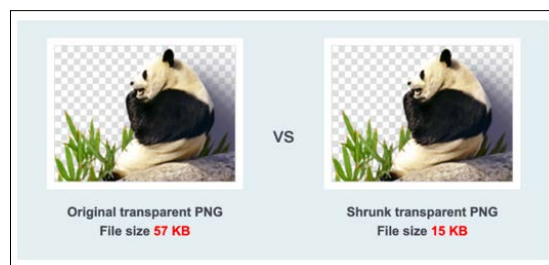 VS
Original transparent PNG
File size 57 KB
Shrunk transparent PNG
File size 15 KB